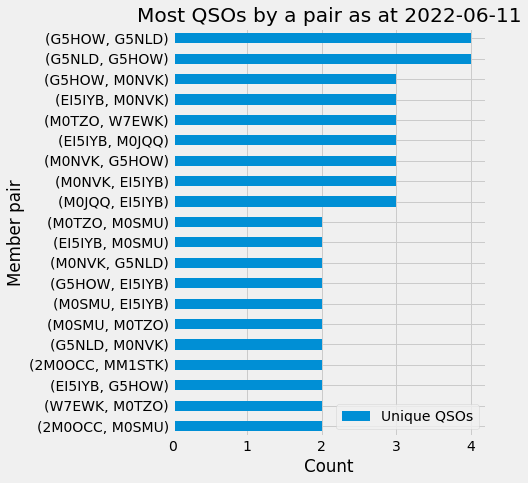 Most QSOs by a pair as at 2022-06-11
Member pair
(G5HOW, G5NLD)
(G5NLD, G5HOW)
(G5HOW, M0NVK)
(EI5IYB, M0NVK)
(M0TZO, W7EWK)
(EI5IYB, M0JQQ)
(M0NVK, G5HOW)
(M0NVK, EI5IYB)
(M0JQQ, EI5IYB)
(M0TZO, M0SMU)
(EI5IYB, M0SMU)
(M0NVK, G5NLD)
(G5HOW, EI5IYB)
(M0SMU, EI5IYB)
(M0SMU, M0TZO)
(G5NLD, M0NVK)
(2M0OCC, MM1STK)
(EI5IYB, G5HOW)
(W7EWK, M0TZO)
(2M0OCC, M0SMU)
Unique QSOs
0 1 2 3 4
Count